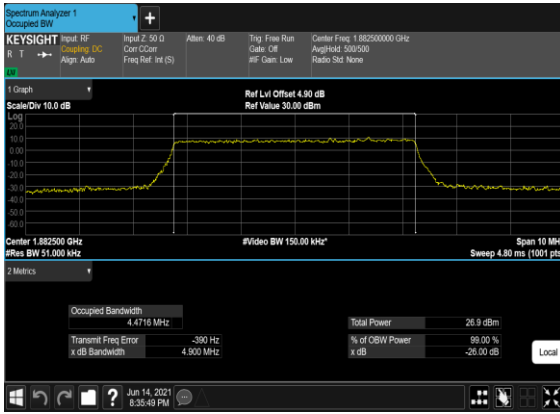 Spectrum Analyzer 1
Occupied BW
+
KEYSIGHT Input: RF Input Z: 50 Ω Atten: 40 dB Trig: Free Run Center Freq: 1.882500000 GHz
R T Coupling: DC Corr CCorr Gate: Off Avg|Hold: 500/500
Align: Auto Freq Ref: Int (S) #IF Gain: Low Radio Std: None
LXI
1 Graph
Ref Lvl Offset 4.90 dB
Scale/Div 10.0 dB Ref Value 30.00 dBm
Log
20.0
10.0
0.00
-10.0
-20.0
-30.0
-40.0
-50.0
-60.0
Center 1.882500 GHz #Video BW 150.00 kHz* Span 10 MH
#Res BW 51.000 kHz Sweep 4.80 ms (1001 pts
2 Metrics
Occupied Bandwidth
4.4716 MHz Total Power 26.9 dBm
Transmit Freq Error -390 Hz % of OBW Power 99.00 %
x dB Bandwidth 4.900 MHz x dB -26.00 dB
Local
? Jun 14, 2021
8:35:49 PM